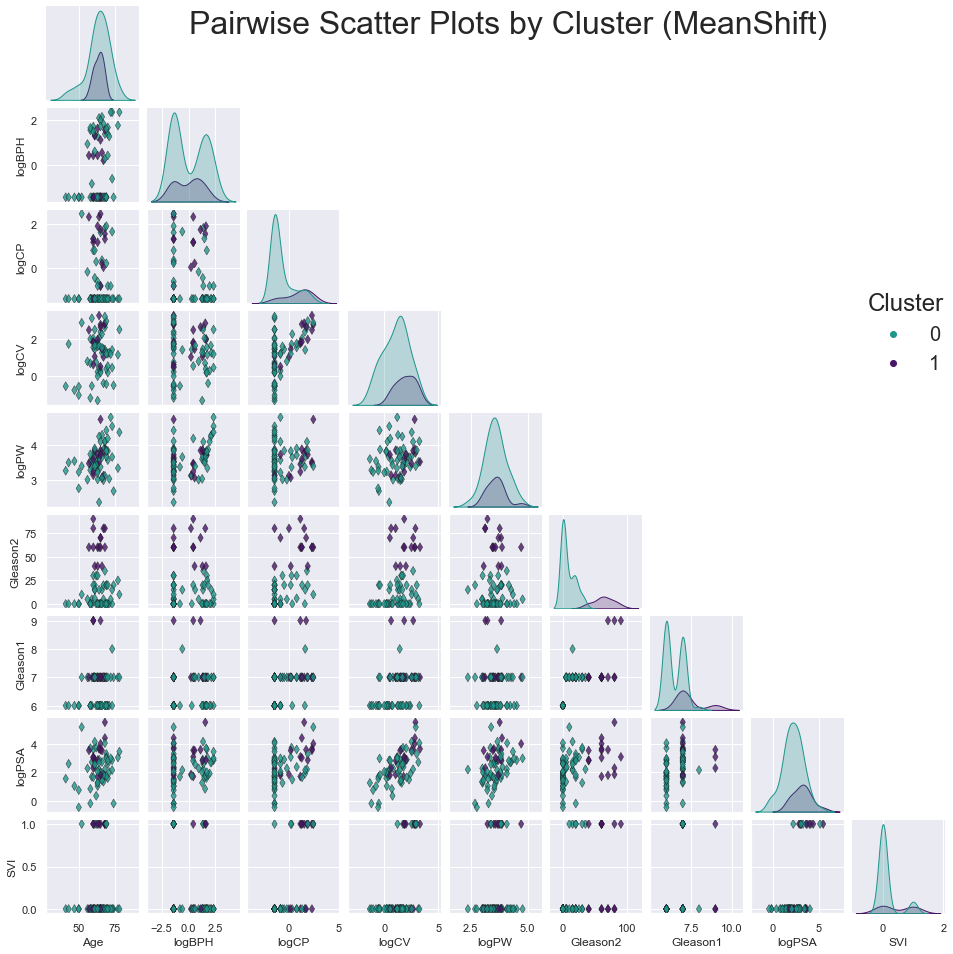 Pairwise Scatter Plots by Cluster (MeanShift)
2
0
logBPH
2
0
logCP
Cluster
0
1
2
0
logCV
4
3
logPW
75
50
25
0
Gleason2
9
8
7
6
Gleason1
4
2
0
logPSA
1.0
0.5
0.0
SVI
50 75 −2.5 0.0 2.5 0 5 0 5 2.5 5.0 0 100 7.5 10.0 0 5 0 2
Age logBPH logCP logCV logPW Gleason2 Gleason1 logPSA SVI